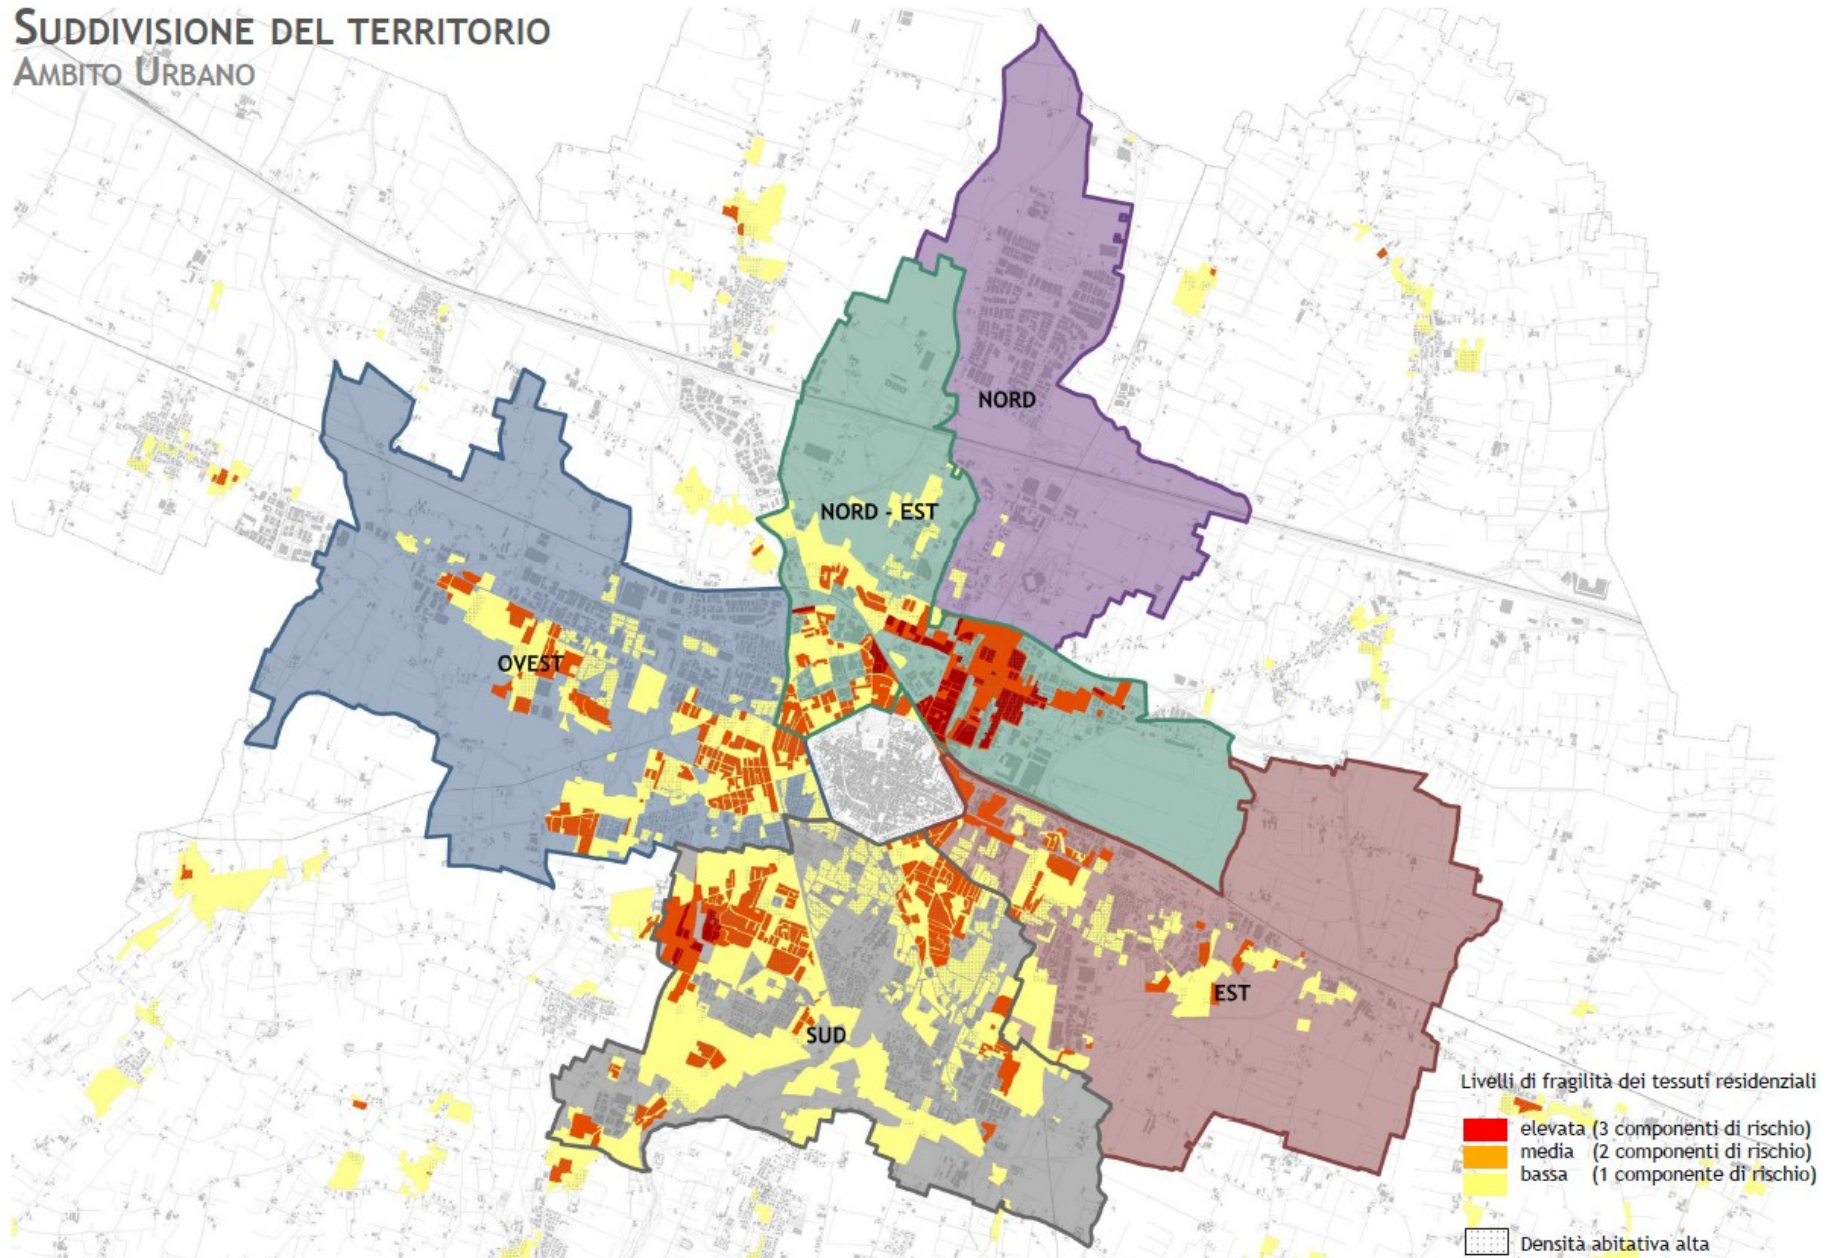 SUDDIVISIONE DEL TERRITORIO
AMBITO URBANO
NORD
NORD - EST
OVEST
EST
SUD
Livelli di fragilità dei tessuti residenziali
elevata (3 componenti di rischio)
media (2 componenti di rischio)
bassa (1 componente di rischio)
Densità abitativa alta